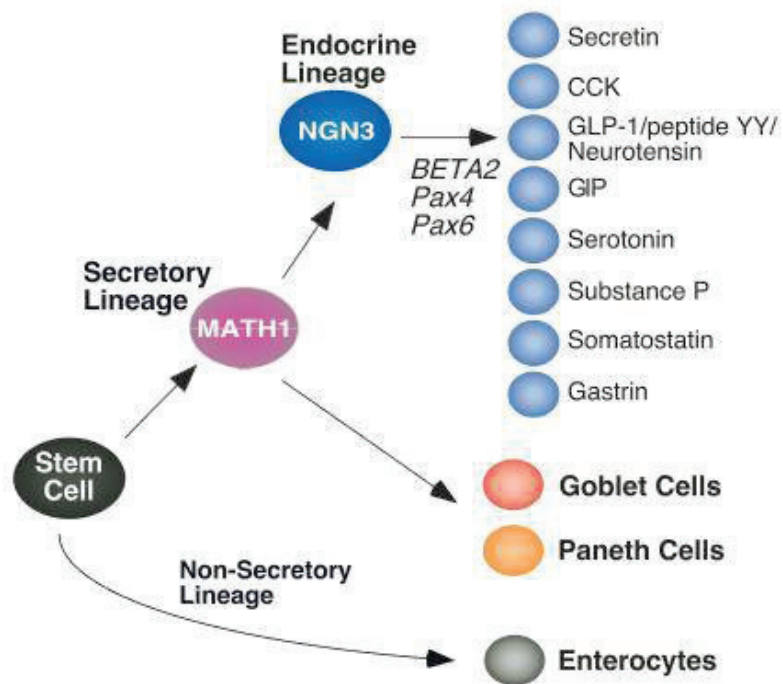 Endocrine
Lineage
NGN3
BETA2
Pax4
Pax6
Secretin
CCK
GLP-1/peptide YY/
Neurotensin
GIP
Serotonin
Substance P
Somatostatin
Gastrin
Secretory
Lineage
MATH1
Stem
Cell
Goblet Cells
Paneth Cells
Non-Secretory
Lineage
Enterocytes